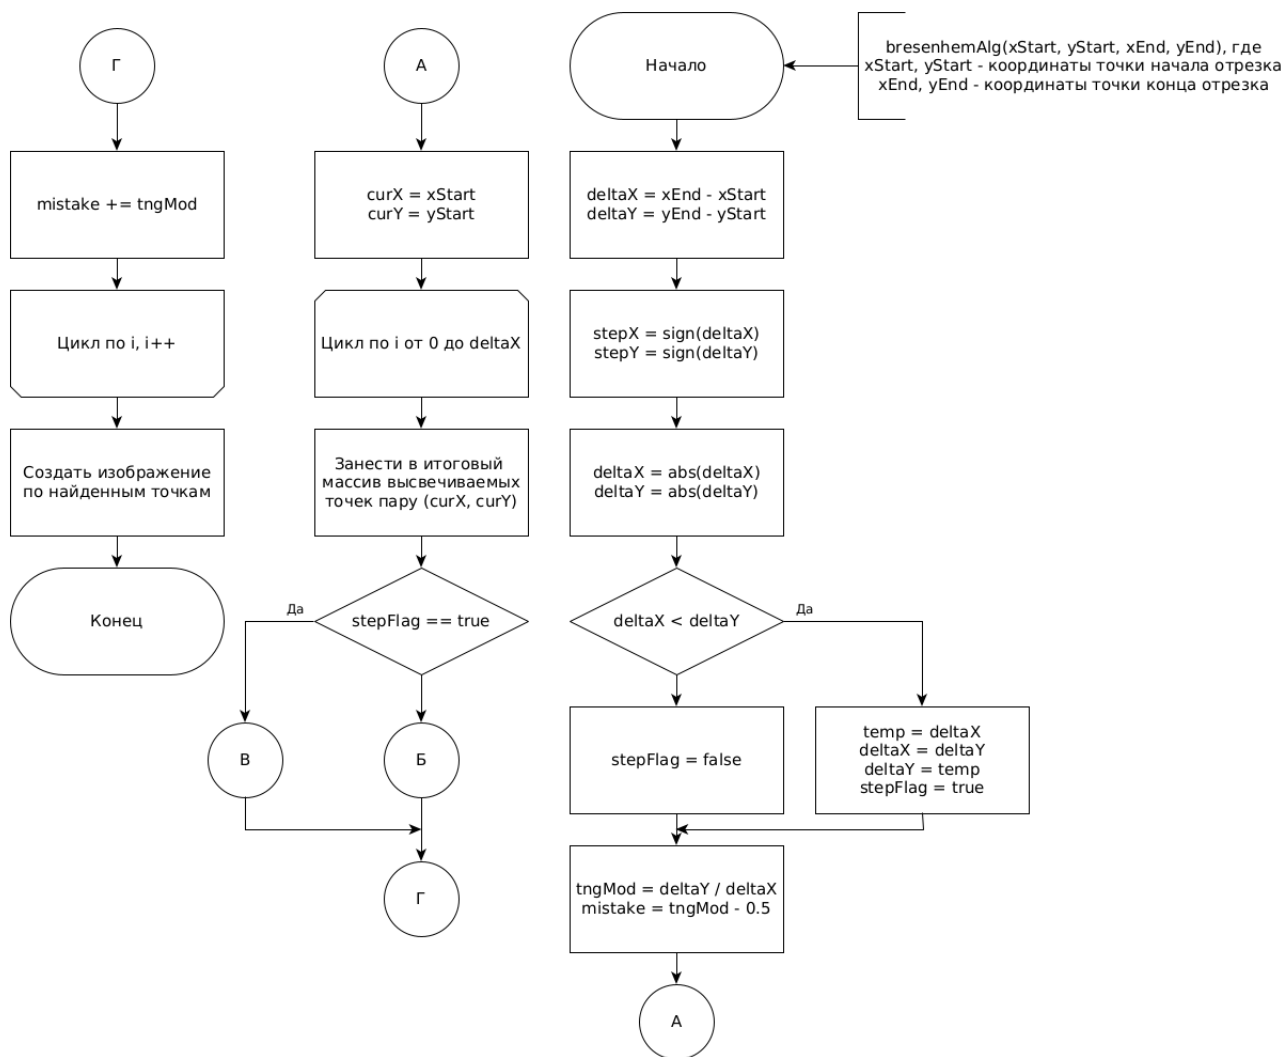 Г
mistake += tngMod
Цикл по i, i++
Создать изображение
по найденным точкам
Конец
А
curX = xStart
curY = yStart
Цикл по i от 0 до deltaX
Занести в итоговый
массив высвечиваемых
точек пару (curX, curY)
stepFlag == true
Да
В
Б
Г
Начало
bresenhemAlg(xStart, yStart, xEnd, yEnd), где
xStart, yStart - координаты точки начала отрезка
xEnd, yEnd - координаты точки конца отрезка
deltaX = xEnd - xStart
deltaY = yEnd - yStart
stepX = sign(deltaX)
stepY = sign(deltaY)
deltaX = abs(deltaX)
deltaY = abs(deltaY)
deltaX < deltaY
Да
stepFlag = false
temp = deltaX
deltaX = deltaY
deltaY = temp
stepFlag = true
tngMod = deltaY / deltaX
mistake = tngMod - 0.5
А